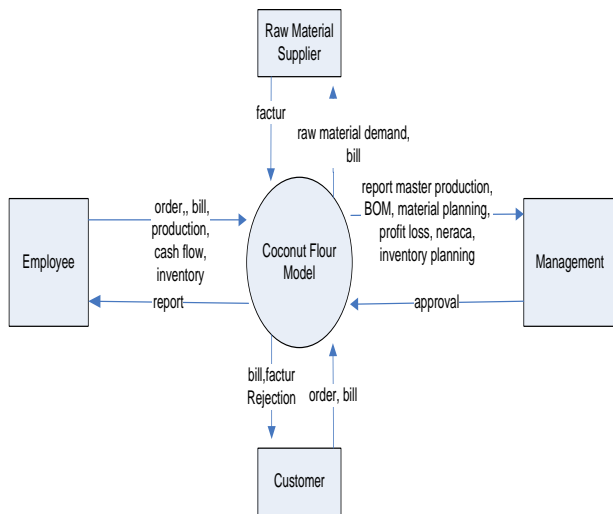 Raw Material
Supplier
factur
raw material demand,
bill
order,, bill,
production,
cash flow,
inventory
report master production,
BOM, material planning,
profit loss, neraca,
inventory planning
Employee
Coconut Flour
Model
Management
report
approval
bill,factur
Rejection
order, bill
Customer